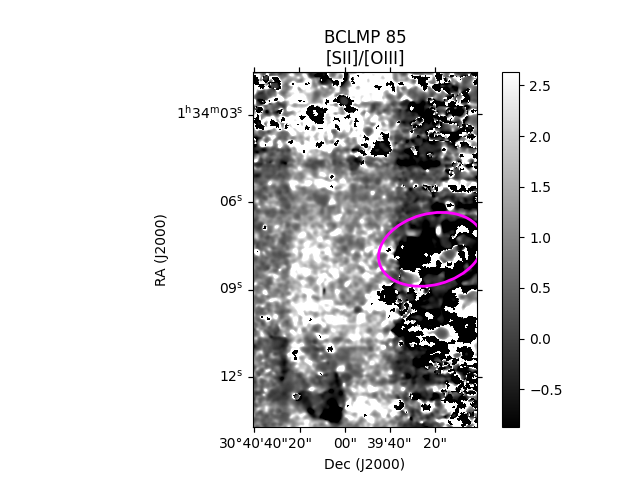 BCLMP 85
[SII]/[OIII]
1ʰ34ᵐ03ˢ
06ˢ
09ˢ
12ˢ
RA (J2000)
30°40'40"20" 00" 39'40" 20"
Dec (J2000)
2.5
2.0
1.5
1.0
0.5
0.0
−0.5